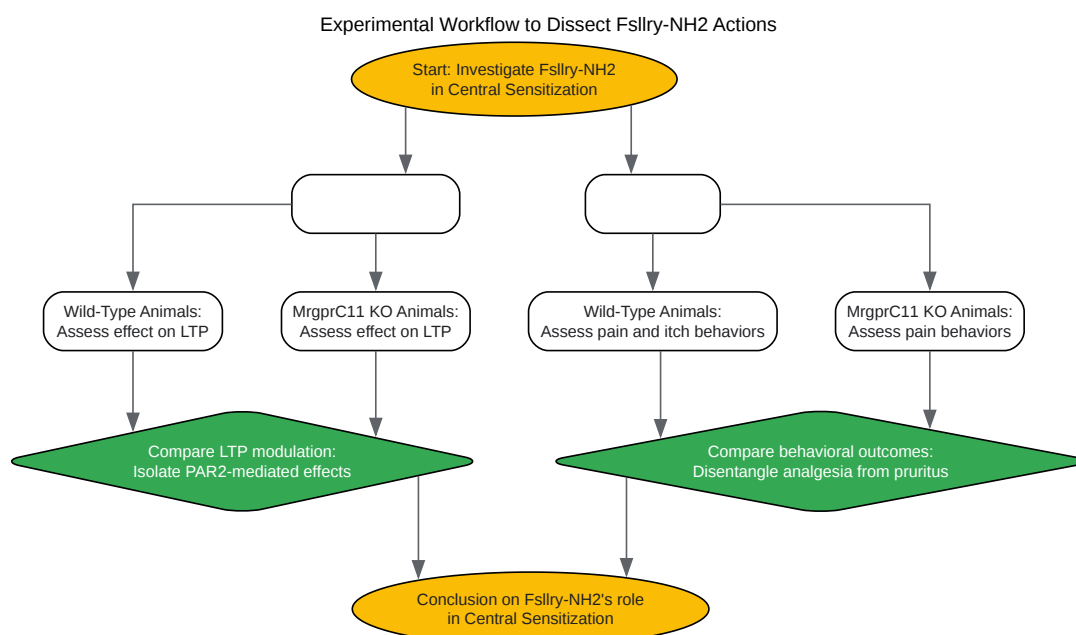 Experimental Workflow to Dissect Fsllry-NH2 Actions
Start: Investigate Fsllry-NH2
in Central Sensitization
Wild-Type Animals:
Assess effect on LTP
MrgprC11 KO Animals:
Assess effect on LTP
Wild-Type Animals:
Assess pain and itch behaviors
MrgprC11 KO Animals:
Assess pain behaviors
Compare LTP modulation:
Isolate PAR2-mediated effects
Compare behavioral outcomes:
Disentangle analgesia from pruritus
Conclusion on Fsllry-NH2's role
in Central Sensitization